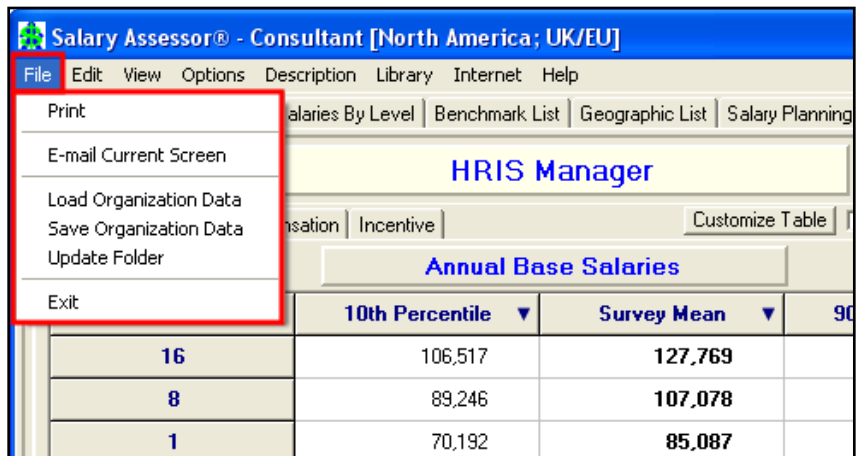 Salary Assessor® - Consultant [North America; UK/EU]
File Edit View Options Description Library Internet Help
Print
E-mail Current Screen
Load Organization Data
Save Organization Data
Update Folder
Exit
alaries By Level Benchmark List Geographic List Salary Planning
HRIS Manager
nsation Incentive Customize Table
Annual Base Salaries
10th Percentile Survey Mean 90
16 106,517 127,769
8 89,246 107,078
1 70,192 85,087